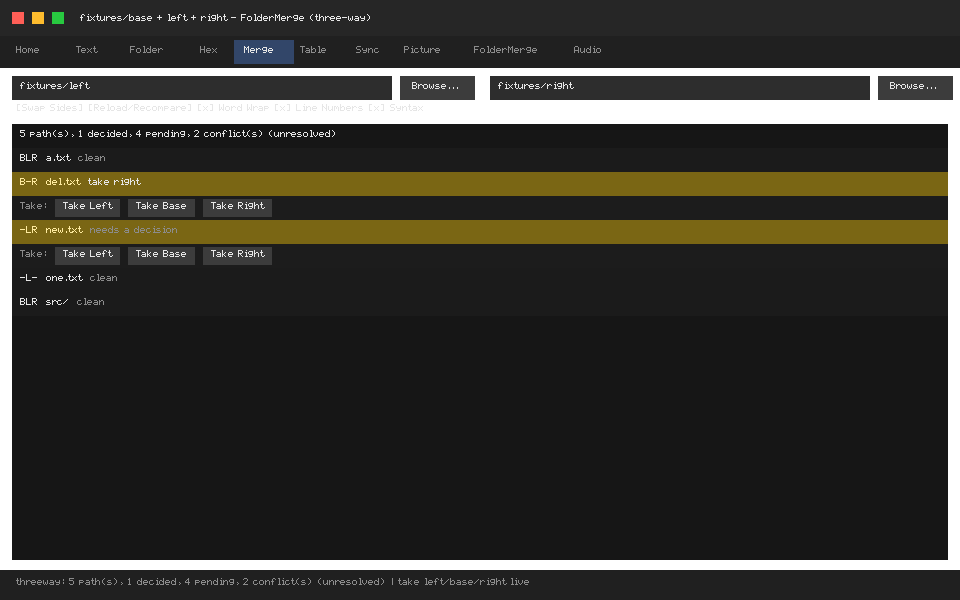 fixtures/base + left + right - FolderMerge (three-way)
Home Text Folder Hex Merge Table Sync Picture FolderMerge Audio
fixtures/left Browse... fixtures/right Browse...
[Swap Sides] [Reload/Recompare] [x] Word Wrap [x] Line Numbers [x] Syntax
5 path(s), 1 decided, 4 pending, 2 conflict(s) (unresolved)
BLR a.txt clean
B-R del.txt take right
Take: Take Left Take Base Take Right
-LR new.txt needs a decision
Take: Take Left Take Base Take Right
-L- one.txt clean
BLR src/ clean
threeway: 5 path(s), 1 decided, 4 pending, 2 conflict(s) (unresolved) | take left/base/right live